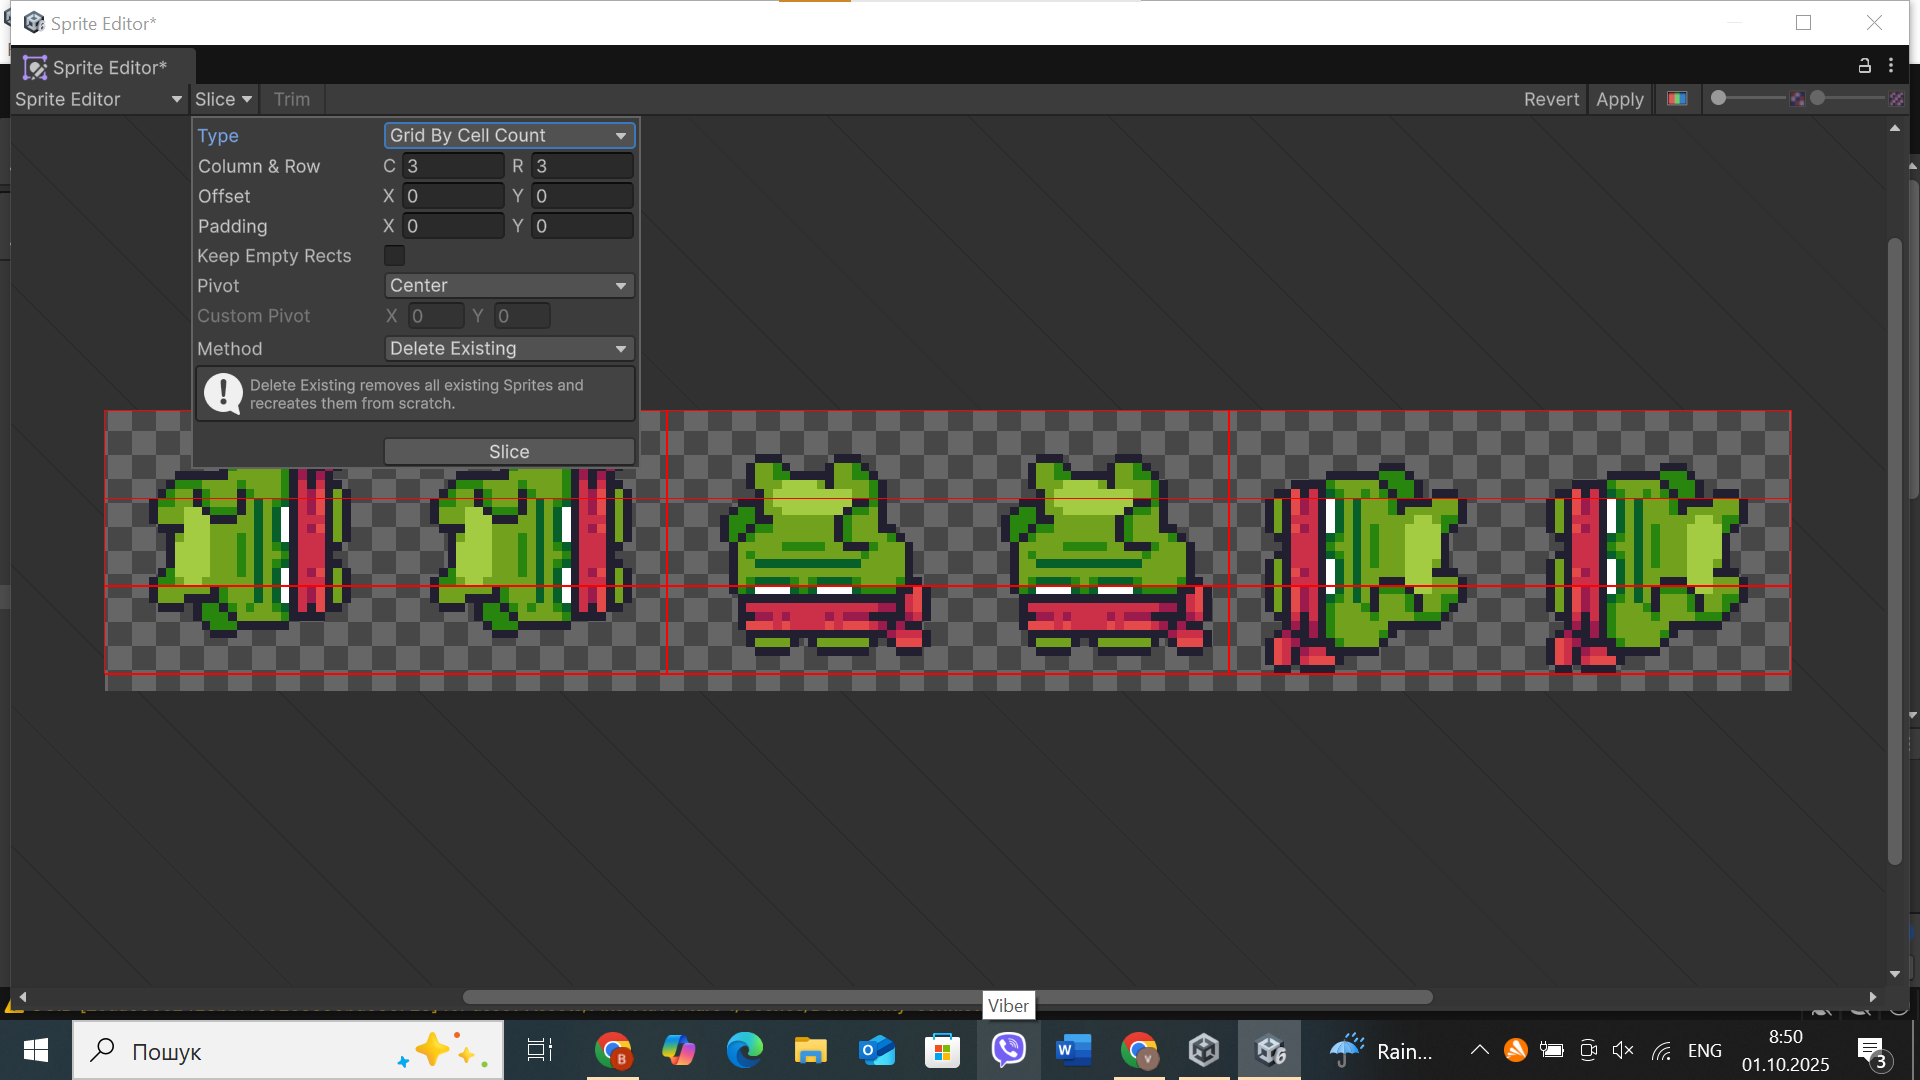 Sprite Editor*
Sprite Editor*
Sprite Editor Slice Trim Revert Apply
Type Grid By Cell Count
Column & Row C 3 R 3
Offset X 0 Y 0
Padding X 0 Y 0
Keep Empty Rects
Pivot Center
Custom Pivot X 0 Y 0
Method Delete Existing
Delete Existing removes all existing Sprites and
recreates them from scratch.
Slice
Viber
Пошук
Rain...
ENG
8:50
01.10.2025
3